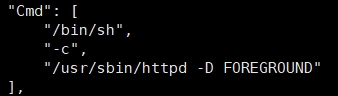 "Cmd": [
"/bin/sh",
"-c",
"/usr/sbin/httpd -D FOREGROUND"
],